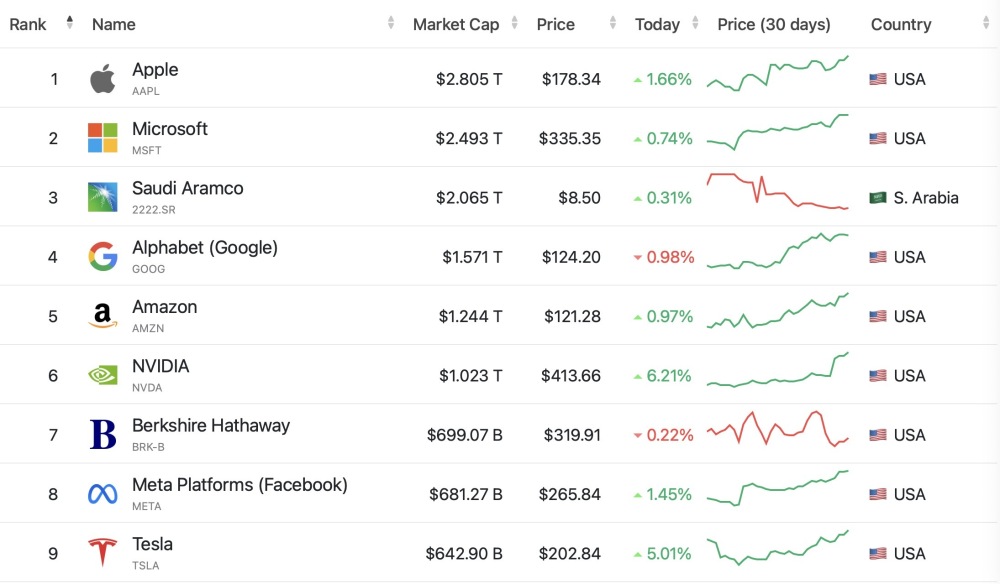 Rank Name Market Cap Price Today Price (30 days) Country
1 Apple $2.805 T $178.34 1.66% USA
AAPL
2 Microsoft $2.493 T $335.35 0.74% USA
MSFT
3 Saudi Aramco $2.065 T $8.50 0.31% S. Arabia
2222.SR
4 Alphabet (Google) $1.571 T $124.20 0.98% USA
GOOG
5 Amazon $1.244 T $121.28 0.97% USA
AMZN
6 NVIDIA $1.023 T $413.66 6.21% USA
NVDA
7 B Berkshire Hathaway $699.07 B $319.91 0.22% USA
BRK-B
8 Meta Platforms (Facebook) $681.27 B $265.84 1.45% USA
META
9 Tesla $642.90 B $202.84 5.01% USA
TSLA